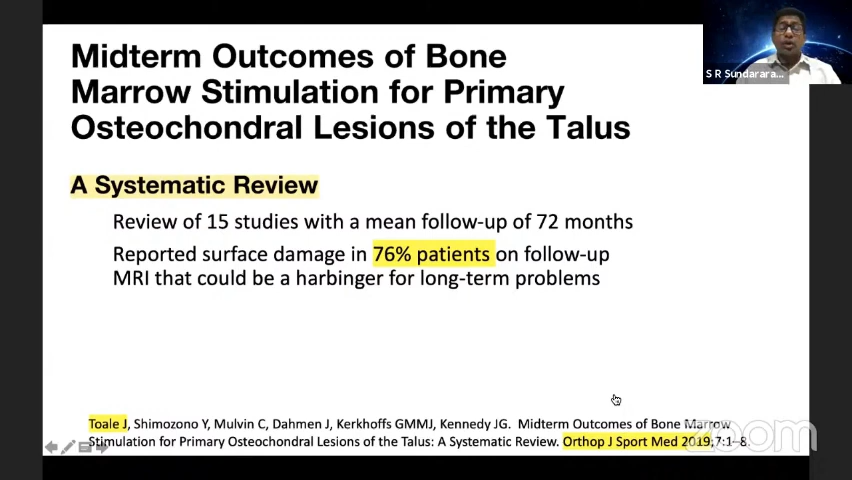 Midterm Outcomes of Bone
Marrow Stimulation for Primary
Osteochondral Lesions of the Talus
S R Sundarara...
A Systematic Review
Review of 15 studies with a mean follow-up of 72 months
Reported surface damage in 76% patients on follow-up
MRI that could be a harbinger for long-term problems
Toale J, Shimozono Y, Mulvin C, Dahmen J, Kerkhoffs GMMJ, Kennedy JG. Midterm Outcomes of Bone Marrow
Stimulation for Primary Osteochondral Lesions of the Talus: A Systematic Review. Orthop J Sport Med 2019;7:1–8.
zoom